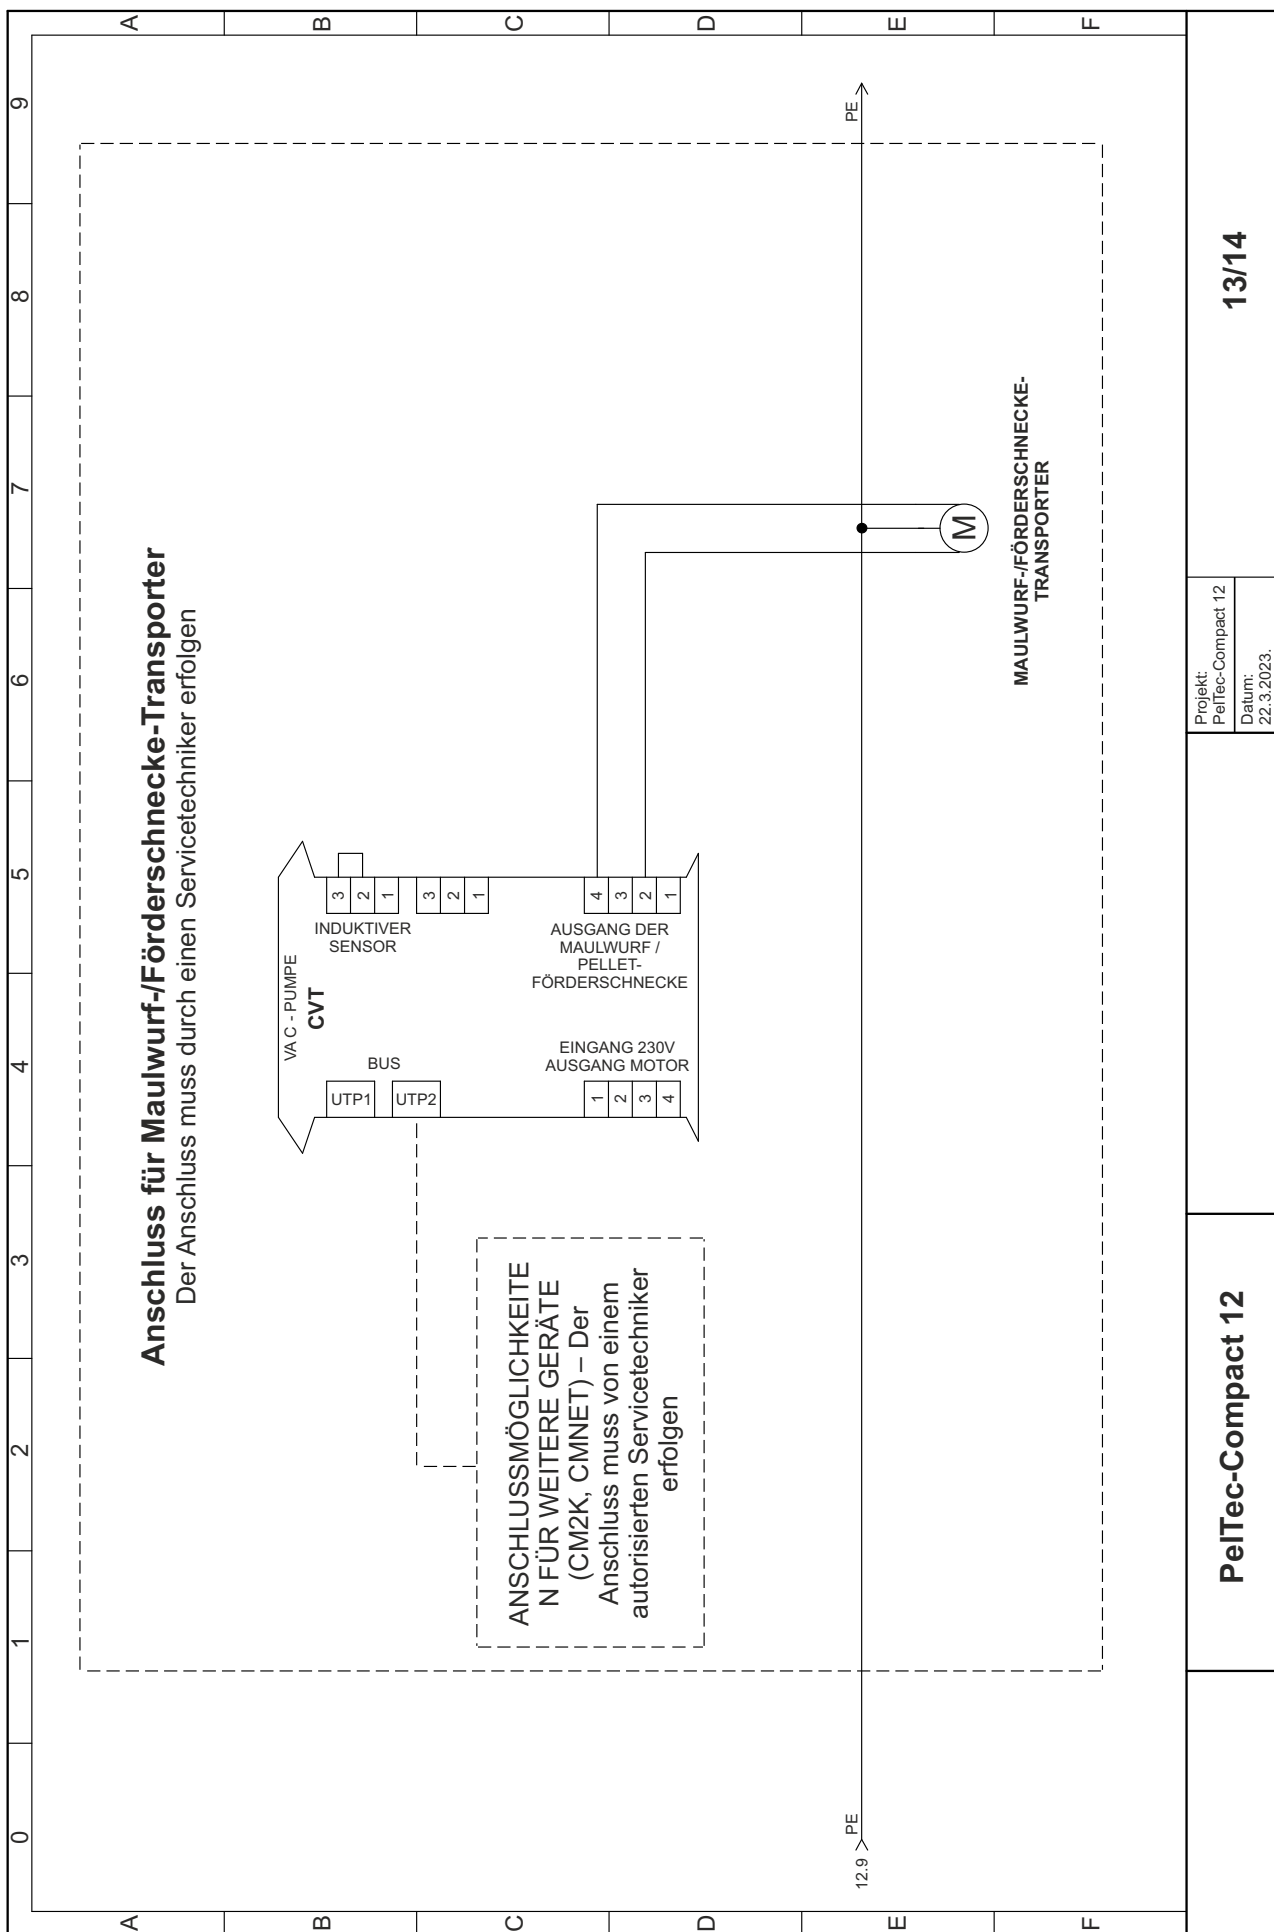 0 1 2 3 4 5 6 7 8 9
A
B
C
D
E
F
A
B
C
D
E
F
Anschluss für Maulwurf-/Förderschnecke-Transporter
Der Anschluss muss durch einen Servicetechniker erfolgen
VA C - PUMPE
CVT
BUS
UTP1
UTP2
INDUKTIVER
SENSOR
3
2
1
3
2
1
EINGANG 230V
AUSGANG MOTOR
1
2
3
4
AUSGANG DER
MAULWURF /
PELLET-
FÖRDERSCHNECKE
4
3
2
1
ANSCHLUSSMÖGLICHKEITE
N FÜR WEITERE GERÄTE
(CM2K, CMNET) – Der
Anschluss muss von einem
autorisierten Servicetechniker
erfolgen
12.9
PE
PE
M
MAULWURF-/FÖRDERSCHNECKE-
TRANSPORTER
PelTec-Compact 12
Projekt:
PelTec-Compact 12
Datum:
22.3.2023.
13/14